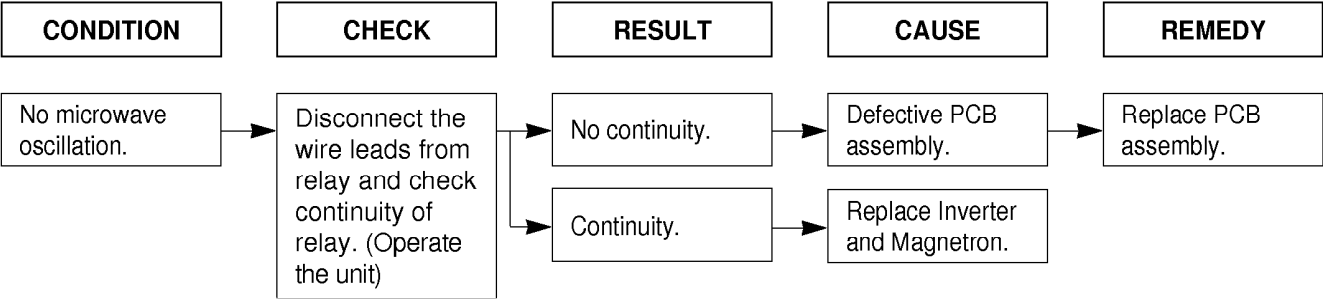 CONDITION
CHECK
RESULT
CAUSE
REMEDY
No microwave
oscillation.
Disconnect the
wire leads from
relay and check
continuity of
relay. (Operate
the unit)
No continuity.
Defective PCB
assembly.
Replace PCB
assembly.
Continuity.
Replace Inverter
and Magnetron.